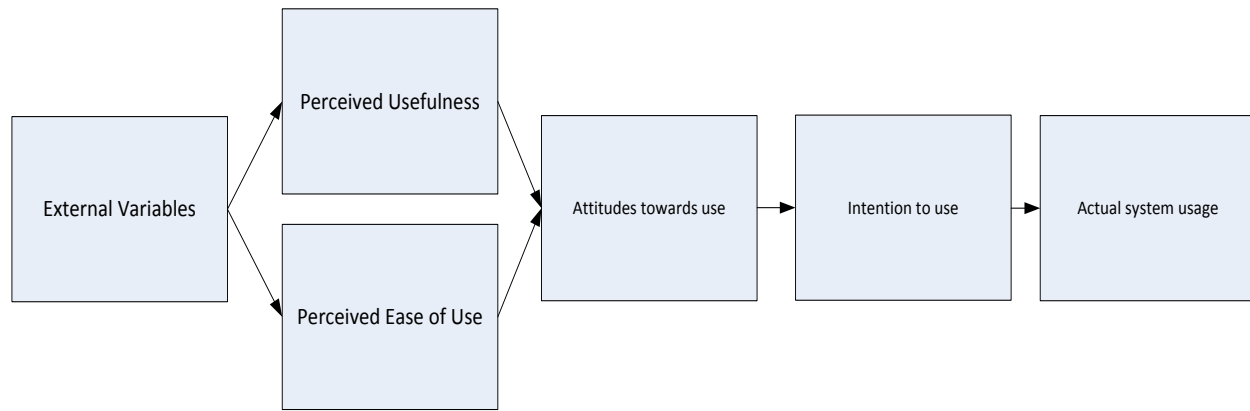 External Variables
Perceived Usefulness
Perceived Ease of Use
Attitudes towards use
Intention to use
Actual system usage